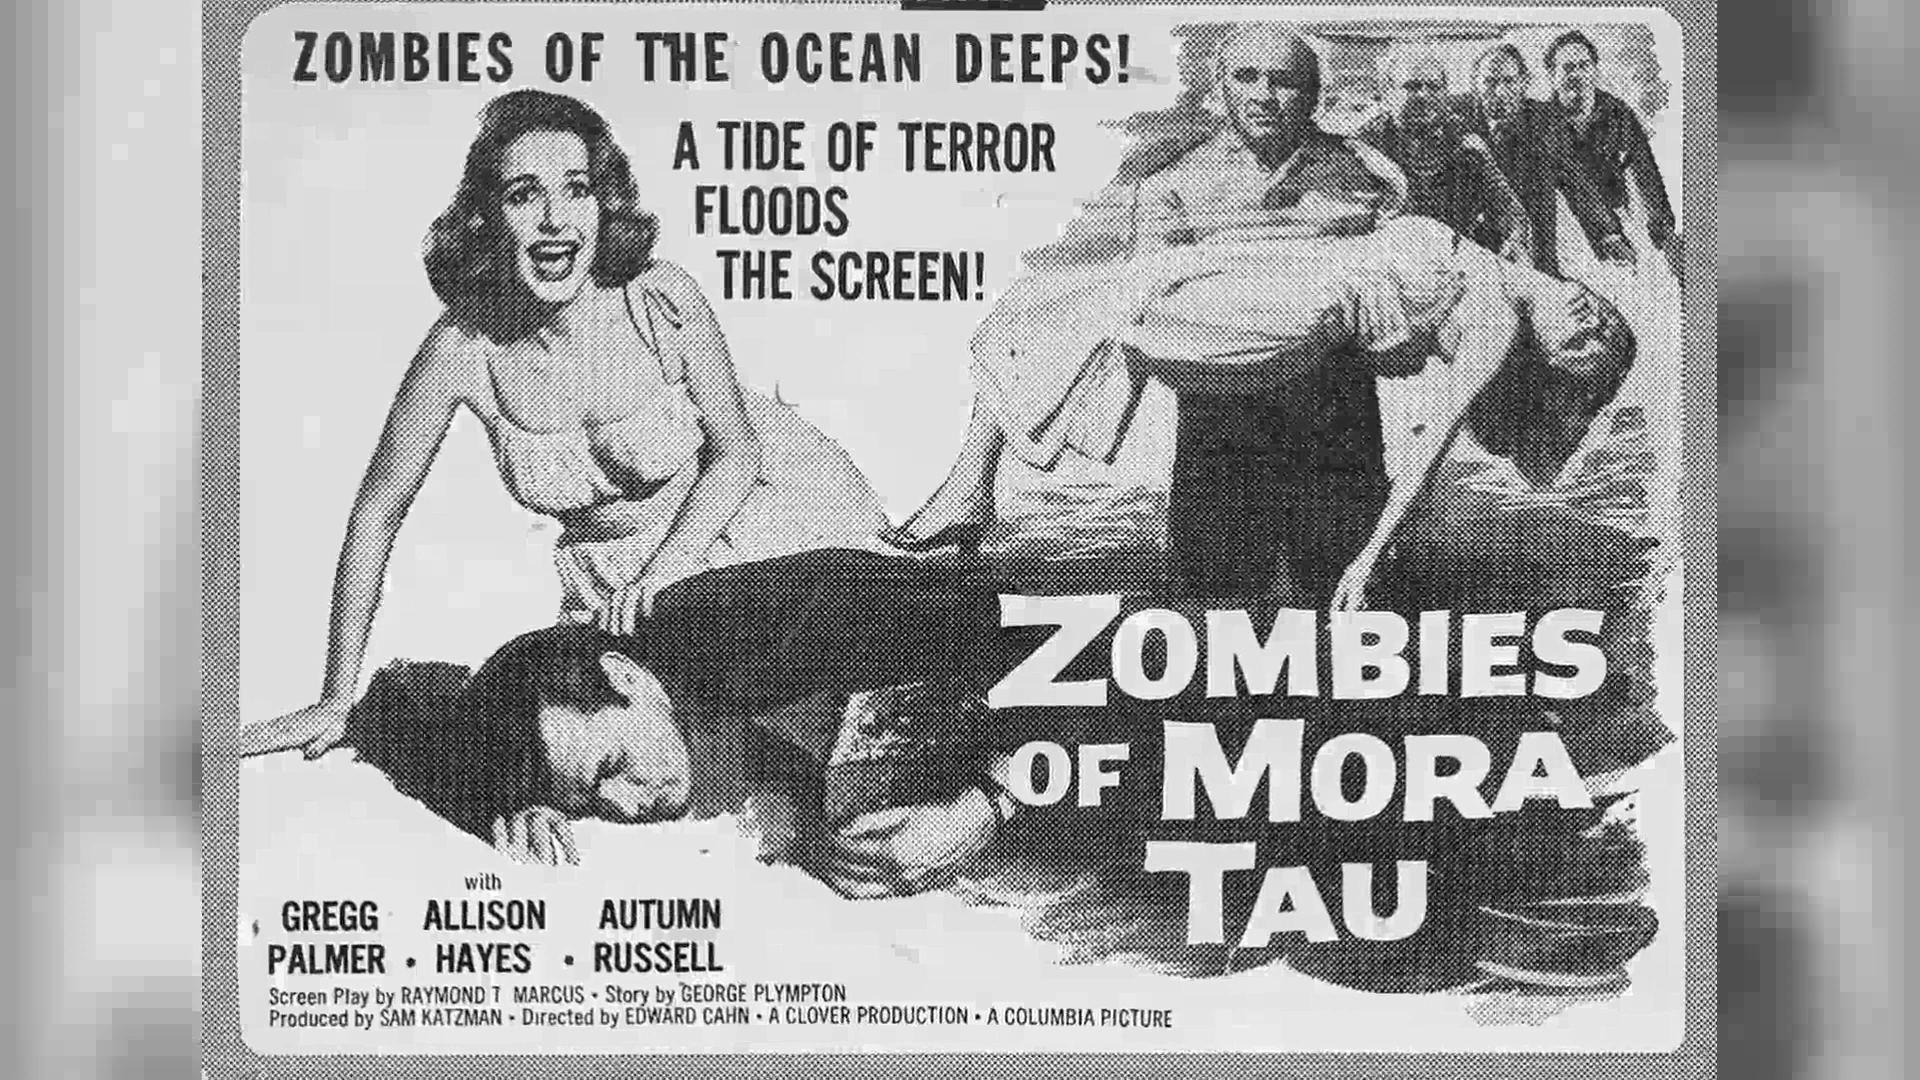 ZOMBIES OF THE OCEAN DEEPS!
A TIDE OF TERROR
FLOODS
THE SCREEN!
ZOMBIES
OF MORA
TAU
with
GREGG ALLISON AUTUMN
PALMER • HAYES • RUSSELL
Screen Play by RAYMOND T MARCUS • Story by GEORGE PLYMPTON
Produced by SAM KATZMAN • Directed by EDWARD CAHN • A CLOVER PRODUCTION • A COLUMBIA PICTURE